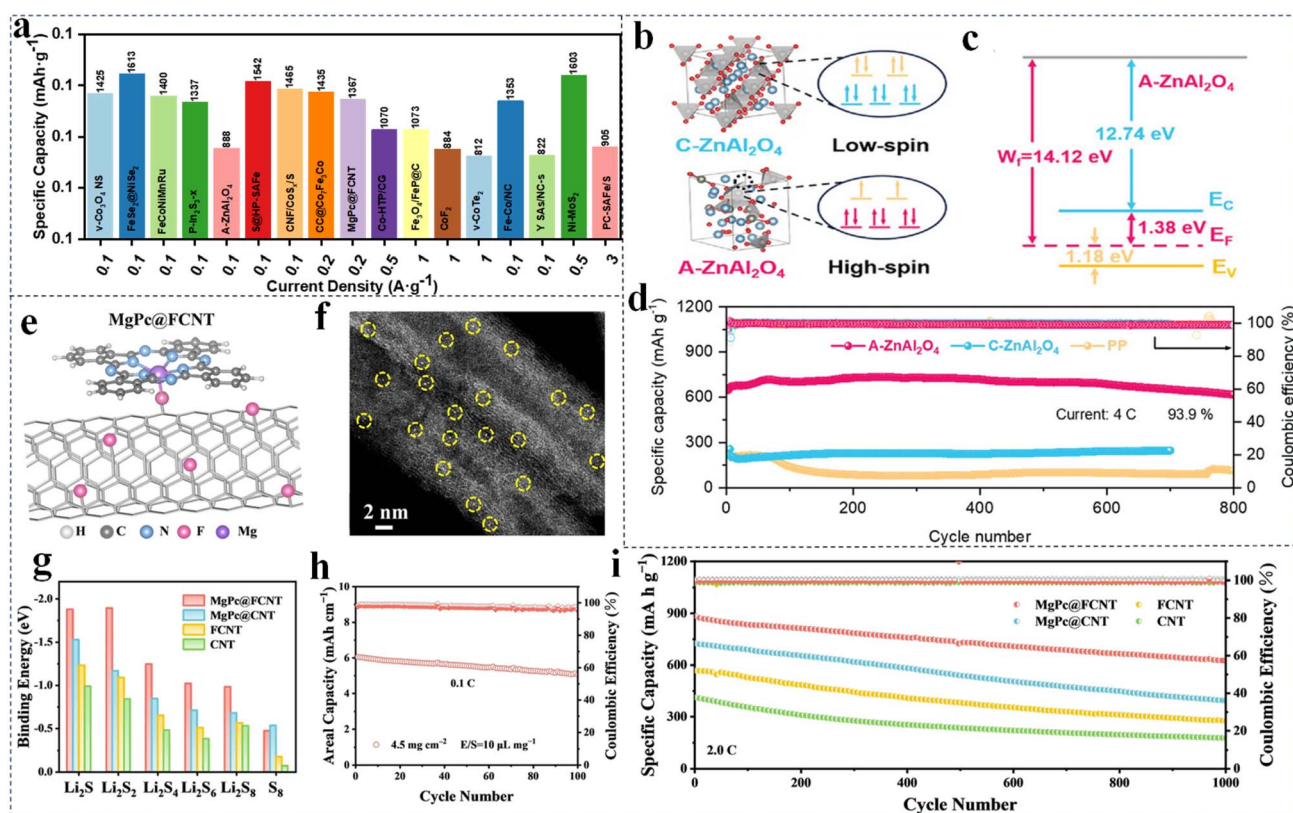 a
Specific Capacity (mAh·g⁻¹)
0.1
0.1
0.1
0.1
0.1
1425
1613
1400
1337
888
1542
1465
1435
1367
1070
1073
884
812
1353
822
1603
905
v-Co₃O₄ NS
FeSe₂@NiSe₂
FeCoNiMnRu
P-In₂S₃-x
A-ZnAl₂O₄
S@HP-SAFe
CNF/CoSₓ/S
CC@Co₇Fe₃Co
MgPc@FCNT
Co-HTP/CG
Fe₃O₄/FeP@C
CoF₂
v-CoTe₂
Fe-Co/NC
Y SAs/NC-s
Ni-MoS₂
PC-SAFe/S
0.1 0.1 0.1 0.1 0.1 0.1 0.1 0.2 0.2 0.5 1 1 1 0.1 0.1 0.5 3
Current Density (A·g⁻¹)
b
C-ZnAl₂O₄
Low-spin
A-ZnAl₂O₄
High-spin
c
A-ZnAl₂O₄
12.74 eV
W_f=14.12 eV
E_C
1.38 eV
E_F
1.18 eV
E_V
d
Specific capacity (mAh g⁻¹)
1200
1050
900
750
600
450
300
150
0
A-ZnAl₂O₄
C-ZnAl₂O₄
PP
Current: 4 C 93.9 %
100
80
60
40
20
0
Coulombic efficiency (%)
0 200 400 600 800
Cycle number
e
MgPc@FCNT
H C N F Mg
f
2 nm
g
Binding Energy (eV)
-2.0
-1.5
-1.0
-0.5
0.0
MgPc@FCNT
MgPc@CNT
FCNT
CNT
Li₂S Li₂S₂ Li₂S₄ Li₂S₆ Li₂S₈ S₈
h
Areal Capacity (mAh cm⁻²)
10
9
8
6
4
2
0
0.1 C
4.5 mg cm⁻² E/S=10 μL mg⁻¹
100
80
60
40
20
0
Coulombic Efficiency (%)
0 20 40 60 80 100
Cycle Number
i
Specific Capacity (mA h g⁻¹)
1200
900
600
300
0
MgPc@FCNT
MgPc@CNT
FCNT
CNT
2.0 C
100
80
60
40
20
0
Coulombic Efficiency (%)
0 200 400 600 800 1000
Cycle Number